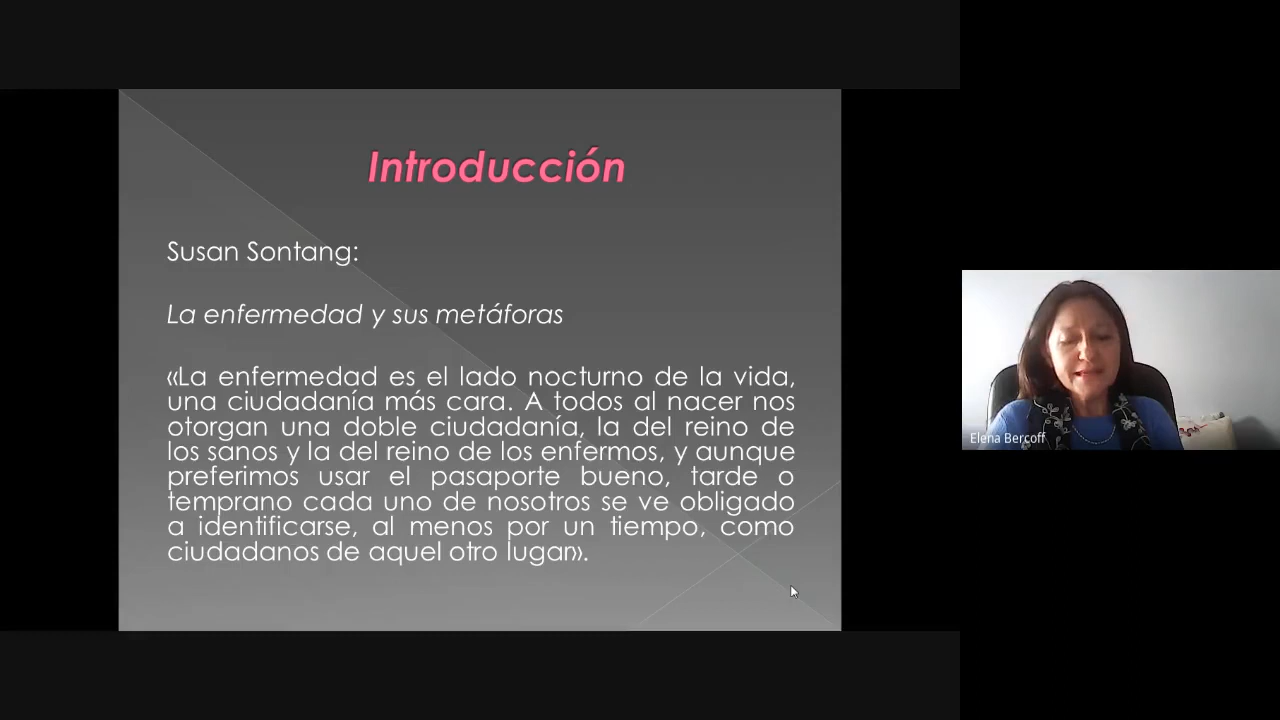 Introducción
Susan Sontang:
La enfermedad y sus metáforas
«La enfermedad es el lado nocturno de la vida,
una ciudadanía más cara. A todos al nacer nos
otorgan una doble ciudadanía, la del reino de
los sanos y la del reino de los enfermos, y aunque
preferimos usar el pasaporte bueno, tarde o
temprano cada uno de nosotros se ve obligado
a identificarse, al menos por un tiempo, como
ciudadanos de aquel otro lugar».
Elena Bercoff